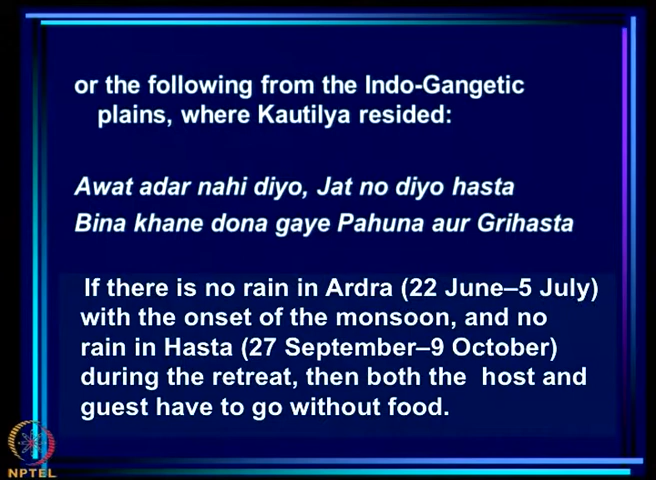 or the following from the Indo-Gangetic
plains, where Kautilya resided:
Awat adar nahi diyo, Jat no diyo hasta
Bina khane dona gaye Pahuna aur Grihasta
If there is no rain in Ardra (22 June–5 July)
with the onset of the monsoon, and no
rain in Hasta (27 September–9 October)
during the retreat, then both the host and
guest have to go without food.
NPTEL